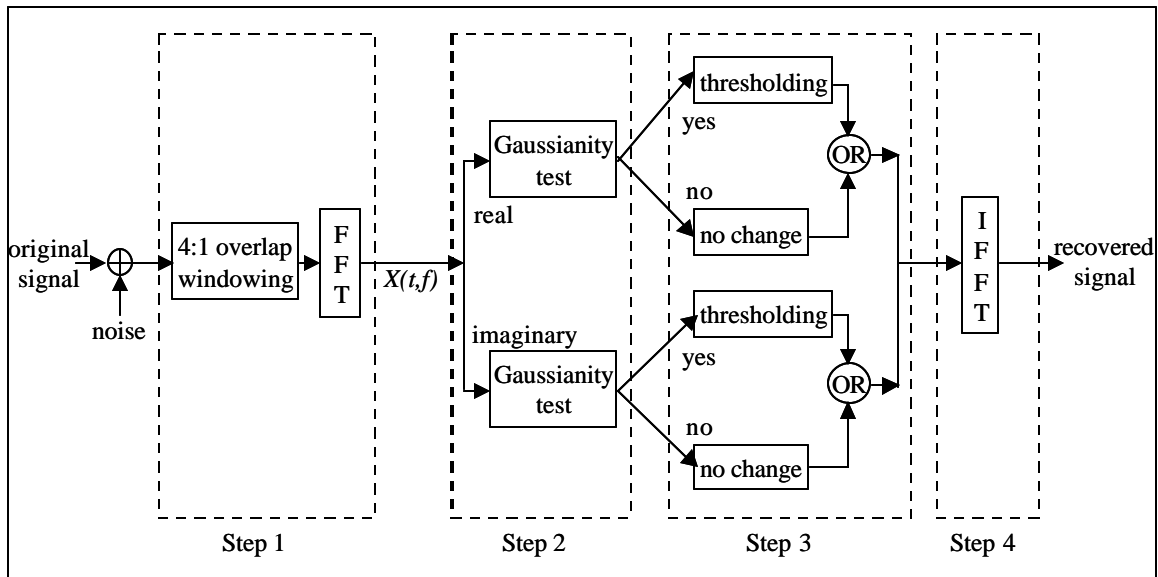 original
signal
noise
4:1 overlap
windowing
F
F
T
X(t,f)
real
imaginary
Gaussianity
test
Gaussianity
test
yes
no
thresholding
no change
OR
yes
no
thresholding
no change
OR
I
F
F
T
recovered
signal
Step 1
Step 2
Step 3
Step 4